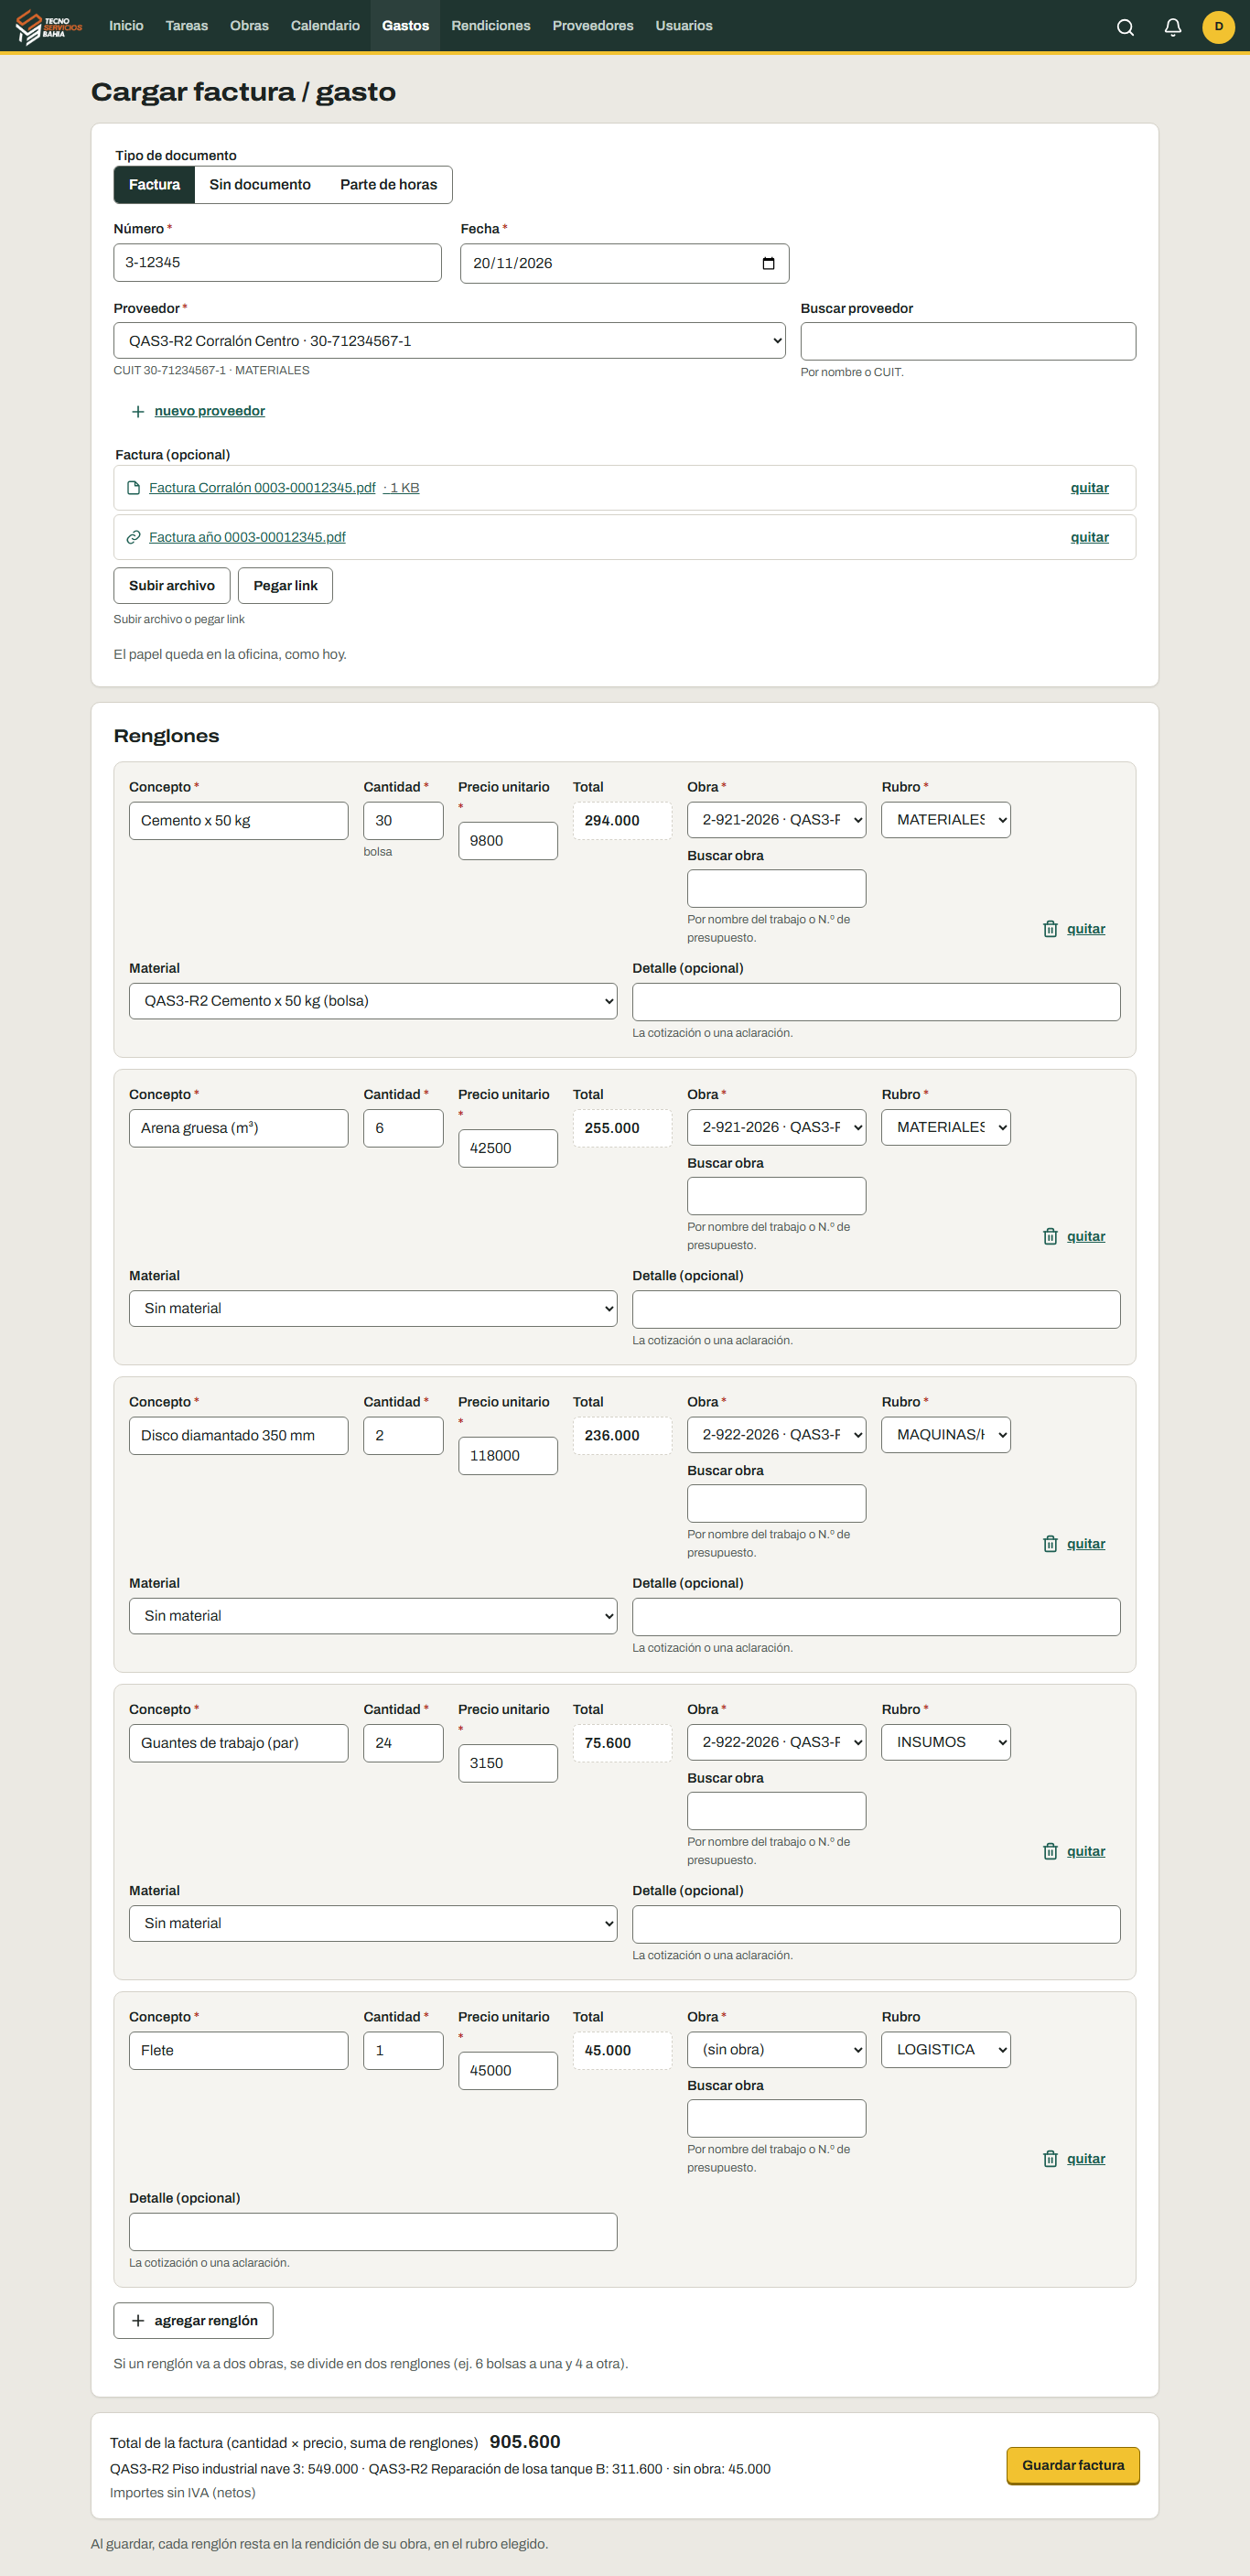 TECNO
SERVICIOS
BAHIA
Inicio
Tareas
Obras
Calendario
Gastos
Rendiciones
Proveedores
Usuarios
D
Cargar factura / gasto
Tipo de documento
Factura
Sin documento
Parte de horas
Número *
Fecha *
3-12345
20/11/2026
Proveedor *
Buscar proveedor
QAS3-R2 Corralón Centro · 30-71234567-1
CUIT 30-71234567-1 · MATERIALES
Por nombre o CUIT.
nuevo proveedor
Factura (opcional)
Factura Corralón 0003-00012345.pdf · 1 KB
quitar
Factura año 0003-00012345.pdf
quitar
Subir archivo
Pegar link
Subir archivo o pegar link
El papel queda en la oficina, como hoy.
Renglones
Concepto *
Cantidad *
Precio unitario *
Total
Obra *
Rubro *
Cemento x 50 kg
30
bolsa
9800
294.000
2-921-2026 · QAS3-F
MATERIALES
Buscar obra
Por nombre del trabajo o N.º de
presupuesto.
quitar
Material
Detalle (opcional)
QAS3-R2 Cemento x 50 kg (bolsa)
La cotización o una aclaración.
Concepto *
Cantidad *
Precio unitario *
Total
Obra *
Rubro *
Arena gruesa (m³)
6
42500
255.000
2-921-2026 · QAS3-F
MATERIALES
Buscar obra
Por nombre del trabajo o N.º de
presupuesto.
quitar
Material
Detalle (opcional)
Sin material
La cotización o una aclaración.
Concepto *
Cantidad *
Precio unitario *
Total
Obra *
Rubro *
Disco diamantado 350 mm
2
118000
236.000
2-922-2026 · QAS3-F
MAQUINAS/H
Buscar obra
Por nombre del trabajo o N.º de
presupuesto.
quitar
Material
Detalle (opcional)
Sin material
La cotización o una aclaración.
Concepto *
Cantidad *
Precio unitario *
Total
Obra *
Rubro *
Guantes de trabajo (par)
24
3150
75.600
2-922-2026 · QAS3-F
INSUMOS
Buscar obra
Por nombre del trabajo o N.º de
presupuesto.
quitar
Material
Detalle (opcional)
Sin material
La cotización o una aclaración.
Concepto *
Cantidad *
Precio unitario *
Total
Obra *
Rubro
Flete
1
45000
45.000
(sin obra)
LOGISTICA
Buscar obra
Por nombre del trabajo o N.º de
presupuesto.
quitar
Detalle (opcional)
La cotización o una aclaración.
agregar renglón
Si un renglón va a dos obras, se divide en dos renglones (ej. 6 bolsas a una y 4 a otra).
Total de la factura (cantidad × precio, suma de renglones) 905.600
QAS3-R2 Piso industrial nave 3: 549.000 · QAS3-R2 Reparación de losa tanque B: 311.600 · sin obra: 45.000
Importes sin IVA (netos)
Guardar factura
Al guardar, cada renglón resta en la rendición de su obra, en el rubro elegido.